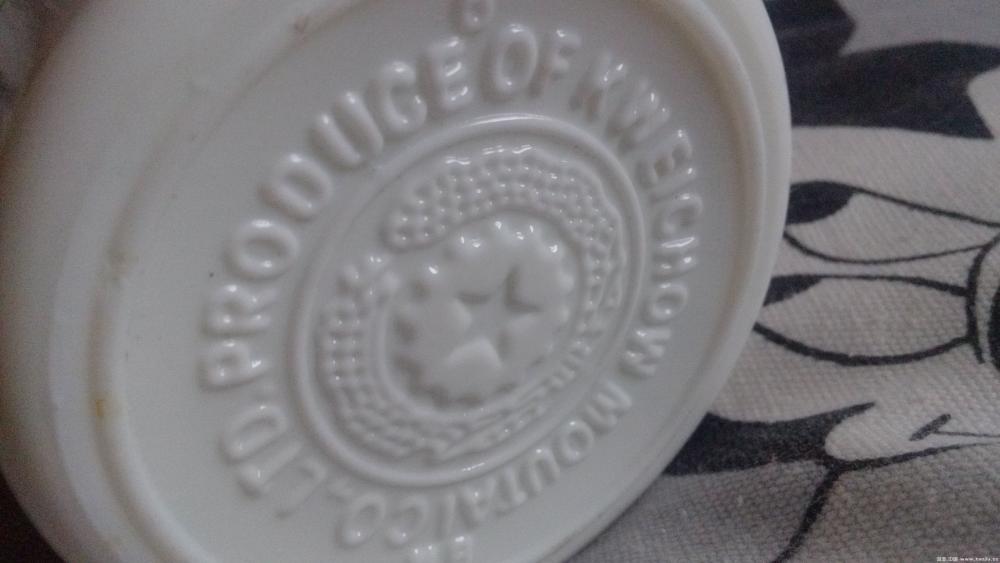 PRODUCE OF KWEICHOW MOUTAI CO., LTD.